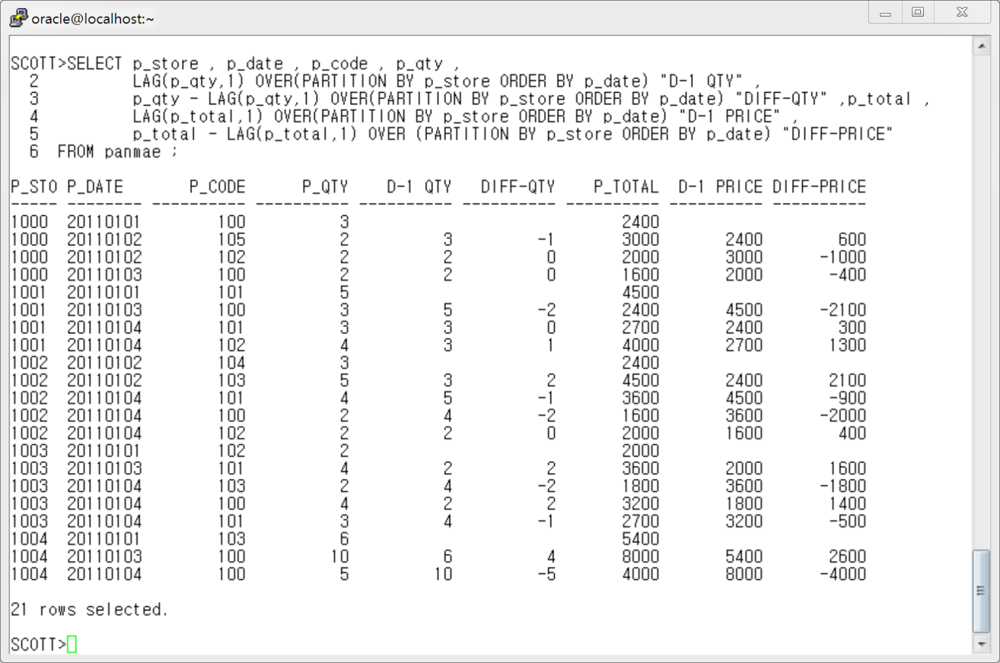 oracle@localhost:~
SCOTT>SELECT p_store , p_date , p_code , p_qty ,
  2           LAG(p_qty,1) OVER(PARTITION BY p_store ORDER BY p_date) "D-1 QTY" ,
  3           p_qty - LAG(p_qty,1) OVER(PARTITION BY p_store ORDER BY p_date) "DIFF-QTY" ,p_total ,
  4           LAG(p_total,1) OVER(PARTITION BY p_store ORDER BY p_date) "D-1 PRICE" ,
  5           p_total - LAG(p_total,1) OVER (PARTITION BY p_store ORDER BY p_date) "DIFF-PRICE"
  6  FROM panmae ;
P_STO P_DATE       P_CODE      P_QTY    D-1 QTY   DIFF-QTY    P_TOTAL  D-1 PRICE DIFF-PRICE
----- -------- ---------- ---------- ---------- ---------- ---------- ---------- ----------
1000  20110101        100          3                             2400
1000  20110102        105          2          3         -1       3000       2400        600
1000  20110102        102          2          2          0       2000       3000      -1000
1000  20110103        100          2          2          0       1600       2000       -400
1001  20110101        101          5                             4500
1001  20110103        100          3          5         -2       2400       4500      -2100
1001  20110104        101          3          3          0       2700       2400        300
1001  20110104        102          4          3          1       4000       2700       1300
1002  20110102        104          3                             2400
1002  20110102        103          5          3          2       4500       2400       2100
1002  20110104        101          4          5         -1       3600       4500       -900
1002  20110104        100          2          4         -2       1600       3600      -2000
1002  20110104        102          2          2          0       2000       1600        400
1003  20110101        102          2                             2000
1003  20110103        101          4          2          2       3600       2000       1600
1003  20110104        103          2          4         -2       1800       3600      -1800
1003  20110104        100          4          2          2       3200       1800       1400
1003  20110104        101          3          4         -1       2700       3200       -500
1004  20110101        103          6                             5400
1004  20110103        100         10          6          4       8000       5400       2600
1004  20110104        100          5         10         -5       4000       8000      -4000
21 rows selected.
SCOTT>